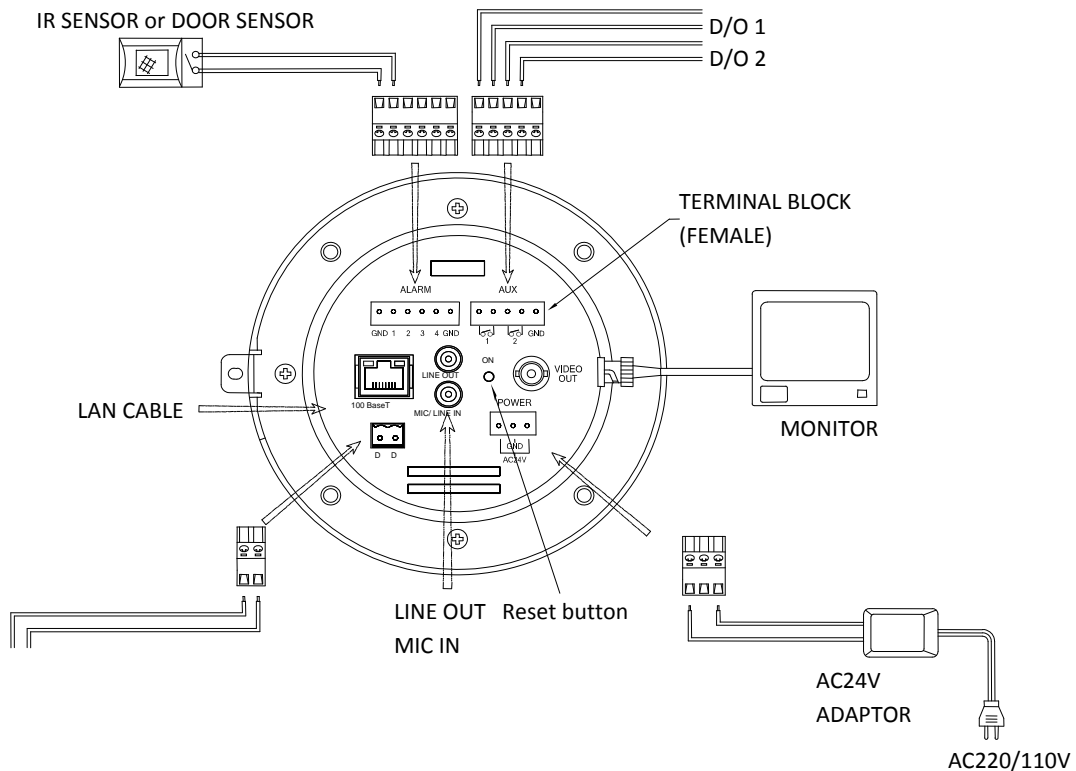 IR SENSOR or DOOR SENSOR
D/O 1
D/O 2
TERMINAL BLOCK
(FEMALE)
ALARM
AUX
GND 1 2 3 4 GND
1 2 GND
LINE OUT
ON
VIDEO
OUT
100 BaseT
MIC/ LINE IN
POWER
GND
AC24V
D D
LAN CABLE
MONITOR
LINE OUT
MIC IN
Reset button
AC24V
ADAPTOR
AC220/110V